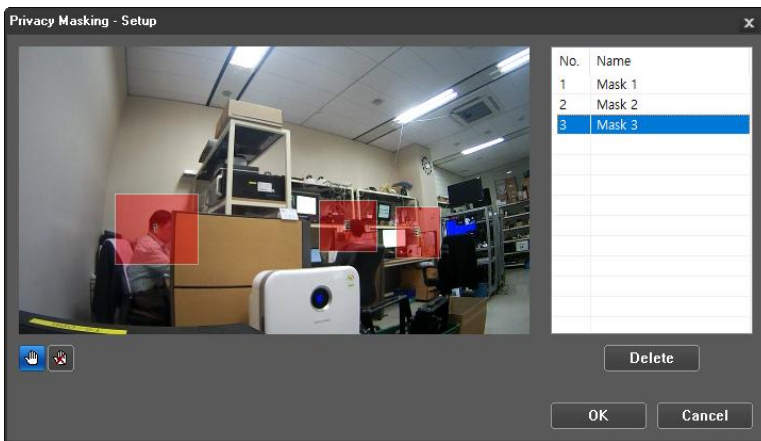 Privacy Masking - Setup
No. Name
1 Mask 1
2 Mask 2
3 Mask 3
Delete
OK Cancel